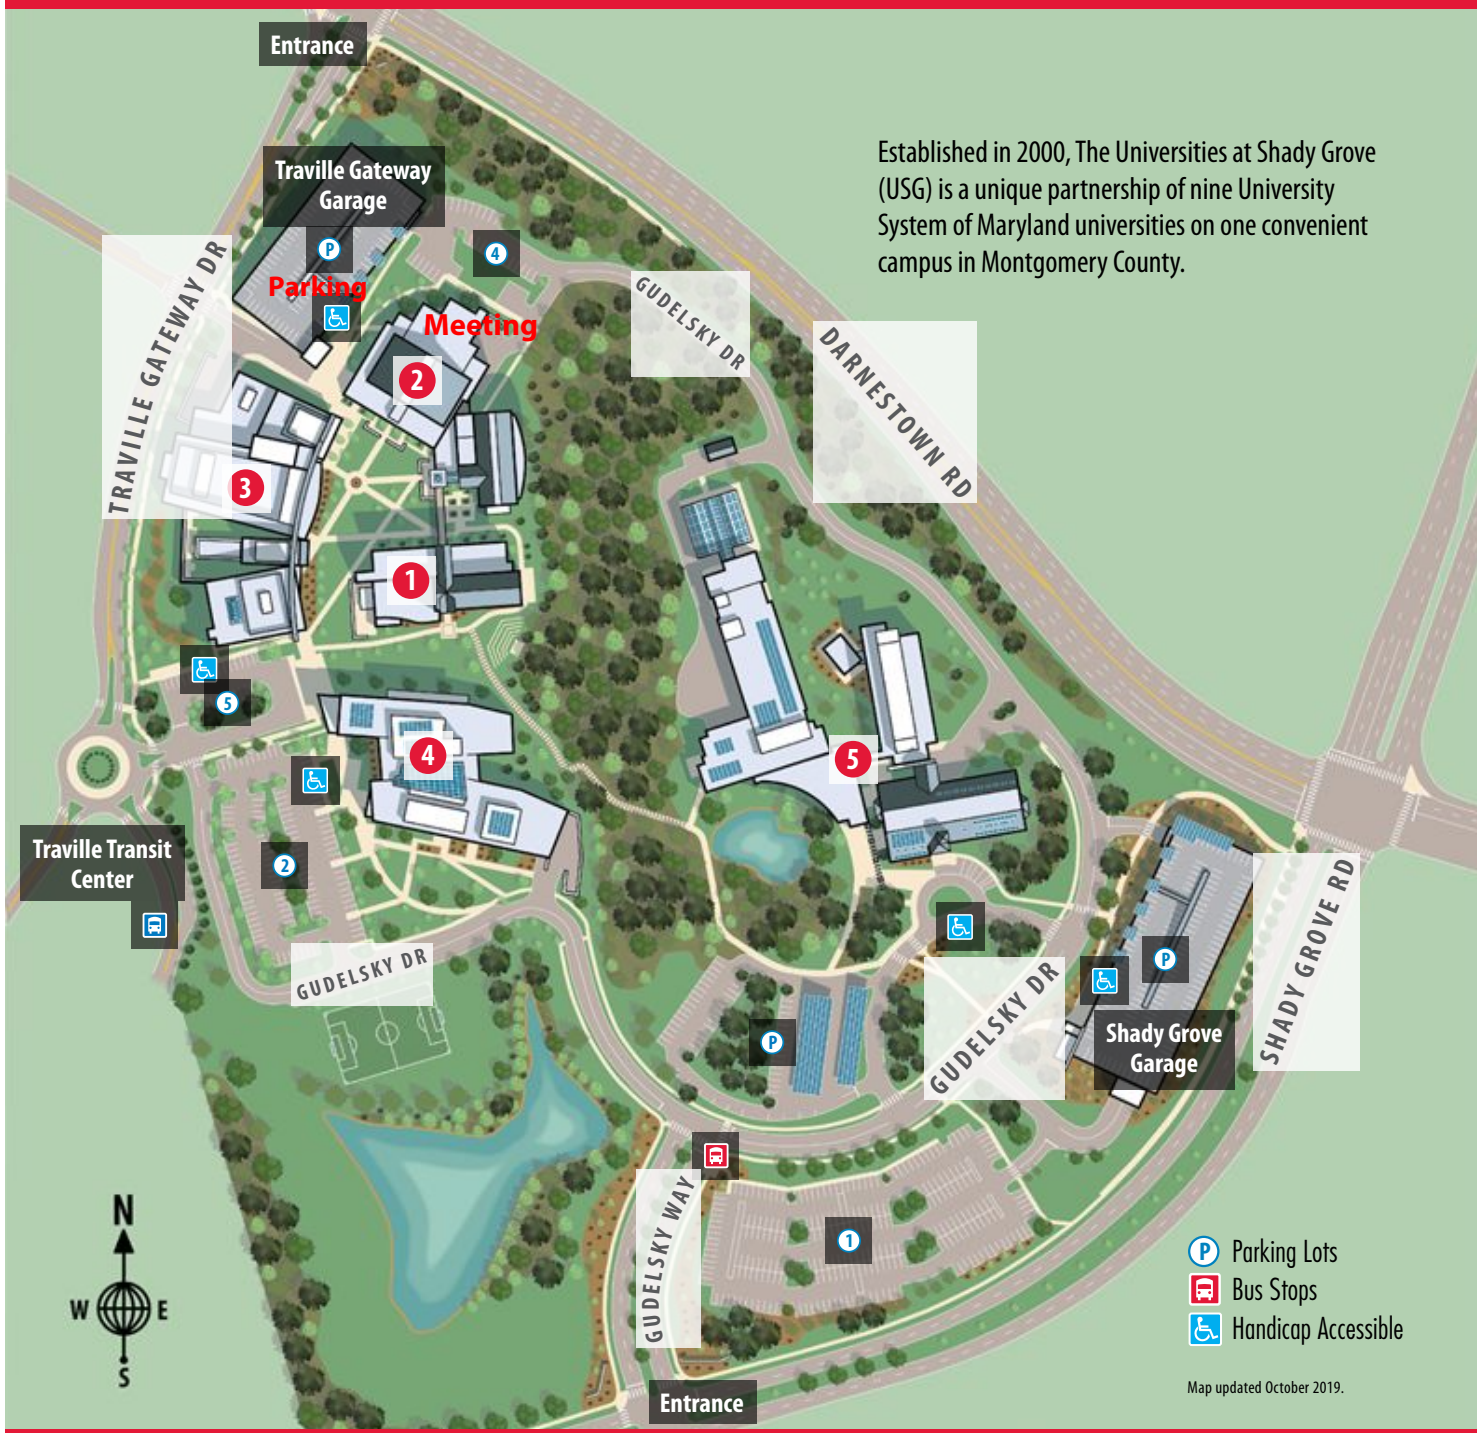 Entrance
Established in 2000, The Universities at Shady Grove
(USG) is a unique partnership of nine University
System of Maryland universities on one convenient
campus in Montgomery County.
Traville Gateway
Garage
P
4
Parking
Meeting
TRAVILLE GATEWAY DR
GUDELSKY DR
DARNESTOWN RD
2
3
1
5
4
5
2
Traville Transit
Center
GUDELSKY DR
P
GUDELSKY DR
P
Shady Grove
Garage
SHADY GROVE RD
GUDELSKY WAY
1
N
W E
S
P Parking Lots
Bus Stops
Handicap Accessible
Map updated October 2019.
Entrance